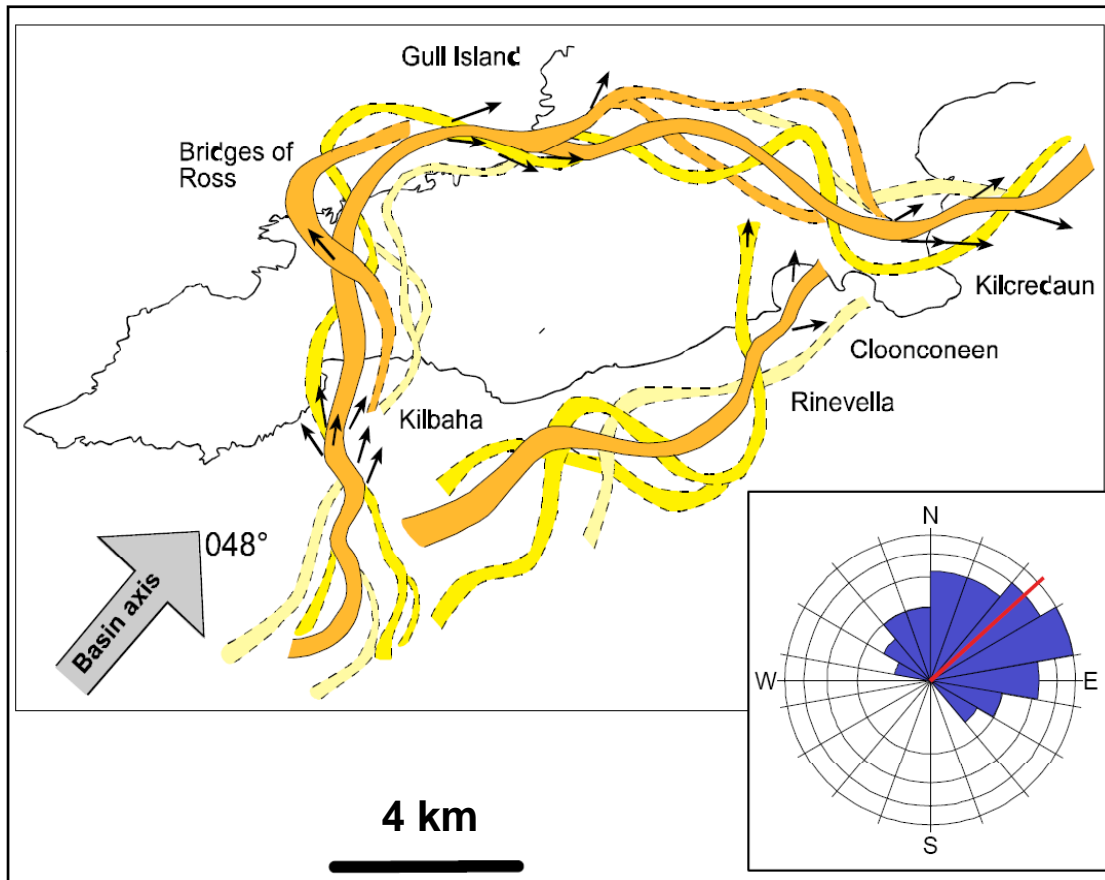 Gull Island
Bridges of
Ross
Kilcredaun
Cloonconeen
Rinevella
Kilbaha
048°
Basin axis
4 km
N
W
E
S